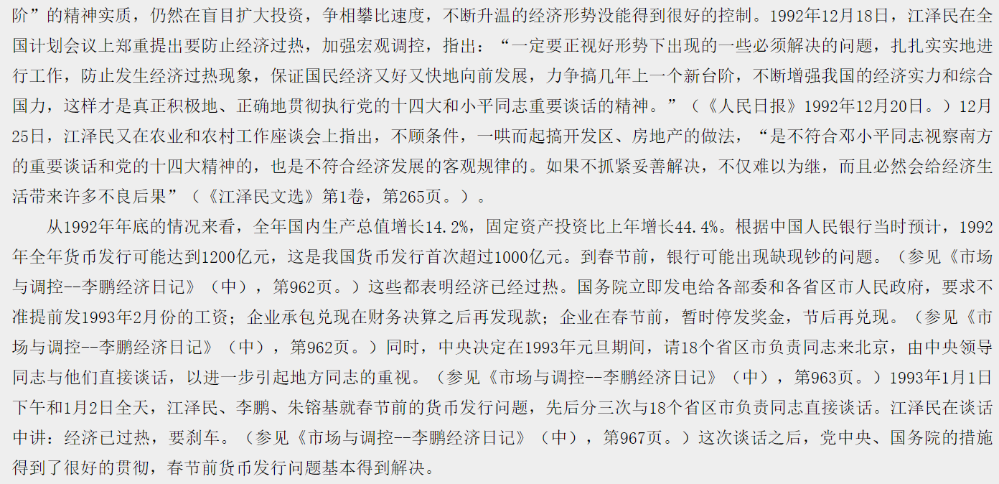 阶”的精神实质，仍然在盲目扩大投资，争相攀比速度，不断升温的经济形势没能得到很好的控制。1992年12月18日，江泽民在全
国计划会议上郑重提出要防止经济过热，加强宏观调控，指出：“一定要正视好形势下出现的一些必须解决的问题，扎扎实实地进
行工作，防止发生经济过热现象，保证国民经济又好又快地向前发展，力争搞几年上一个新台阶，不断增强我国的经济实力和综合
国力，这样才是真正积极地、正确地贯彻执行党的十四大和小平同志重要谈话的精神。”（《人民日报》1992年12月20日。）12月
25日，江泽民又在农业和农村工作座谈会上指出，不顾条件，一哄而起搞开发区、房地产的做法，“是不符合邓小平同志视察南方
的重要谈话和党的十四大精神的，也是不符合经济发展的客观规律的。如果不抓紧妥善解决，不仅难以为继，而且必然会给经济生
活带来许多不良后果”（《江泽民文选》第1卷，第265页。）。
从1992年年底的情况来看，全年国内生产总值增长14.2%，固定资产投资比上年增长44.4%。根据中国人民银行当时预计，1992
年全年货币发行可能达到1200亿元，这是我国货币发行首次超过1000亿元。到春节前，银行可能出现缺现钞的问题。（参见《市场
与调控--李鹏经济日记》（中），第962页。）这些都表明经济已经过热。国务院立即发电给各部委和各省区市人民政府，要求不
准提前发1993年2月份的工资；企业承包兑现在财务决算之后再发现款；企业在春节前，暂时停发奖金，节后再兑现。（参见《市
场与调控--李鹏经济日记》（中），第962页。）同时，中央决定在1993年元旦期间，请18个省区市负责同志来北京，由中央领导
同志与他们直接谈话，以进一步引起地方同志的重视。（参见《市场与调控--李鹏经济日记》（中），第963页。）1993年1月1日
下午和1月2日全天，江泽民、李鹏、朱镕基就春节前的货币发行问题，先后分三次与18个省区市负责同志直接谈话。江泽民在谈话
中讲：经济已过热，要刹车。（参见《市场与调控--李鹏经济日记》（中），第967页。）这次谈话之后，党中央、国务院的措施
得到了很好的贯彻，春节前货币发行问题基本得到解决。